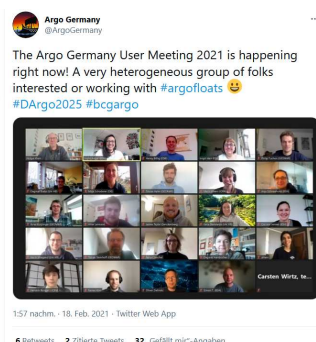 Argo Germany
@ArgoGermany
The Argo Germany User Meeting 2021 is happening
right now! A very heterogeneous group of folks
interested or working with #argofloats
#DArgo2025 #bcgargo
Carsten Wirtz, te...
1:57 nachm. · 18. Feb. 2021 · Twitter Web App
6 Retweets 2 Zitierte Tweets 32 „Gefällt mir“-Angaben